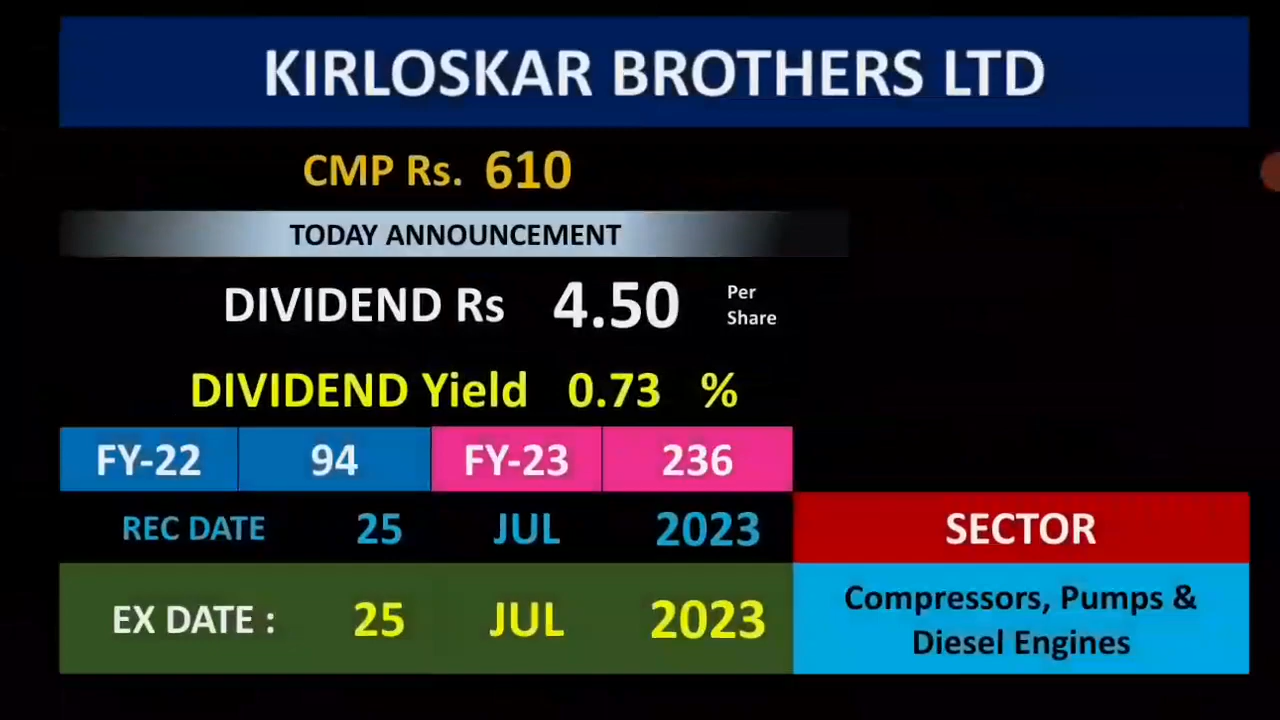 KIRLOSKAR BROTHERS LTD
CMP Rs. 610
TODAY ANNOUNCEMENT
DIVIDEND Rs 4.50 Per Share
DIVIDEND Yield 0.73 %
FY-22 94 FY-23 236
REC DATE 25 JUL 2023
SECTOR
EX DATE : 25 JUL 2023
Compressors, Pumps &
Diesel Engines